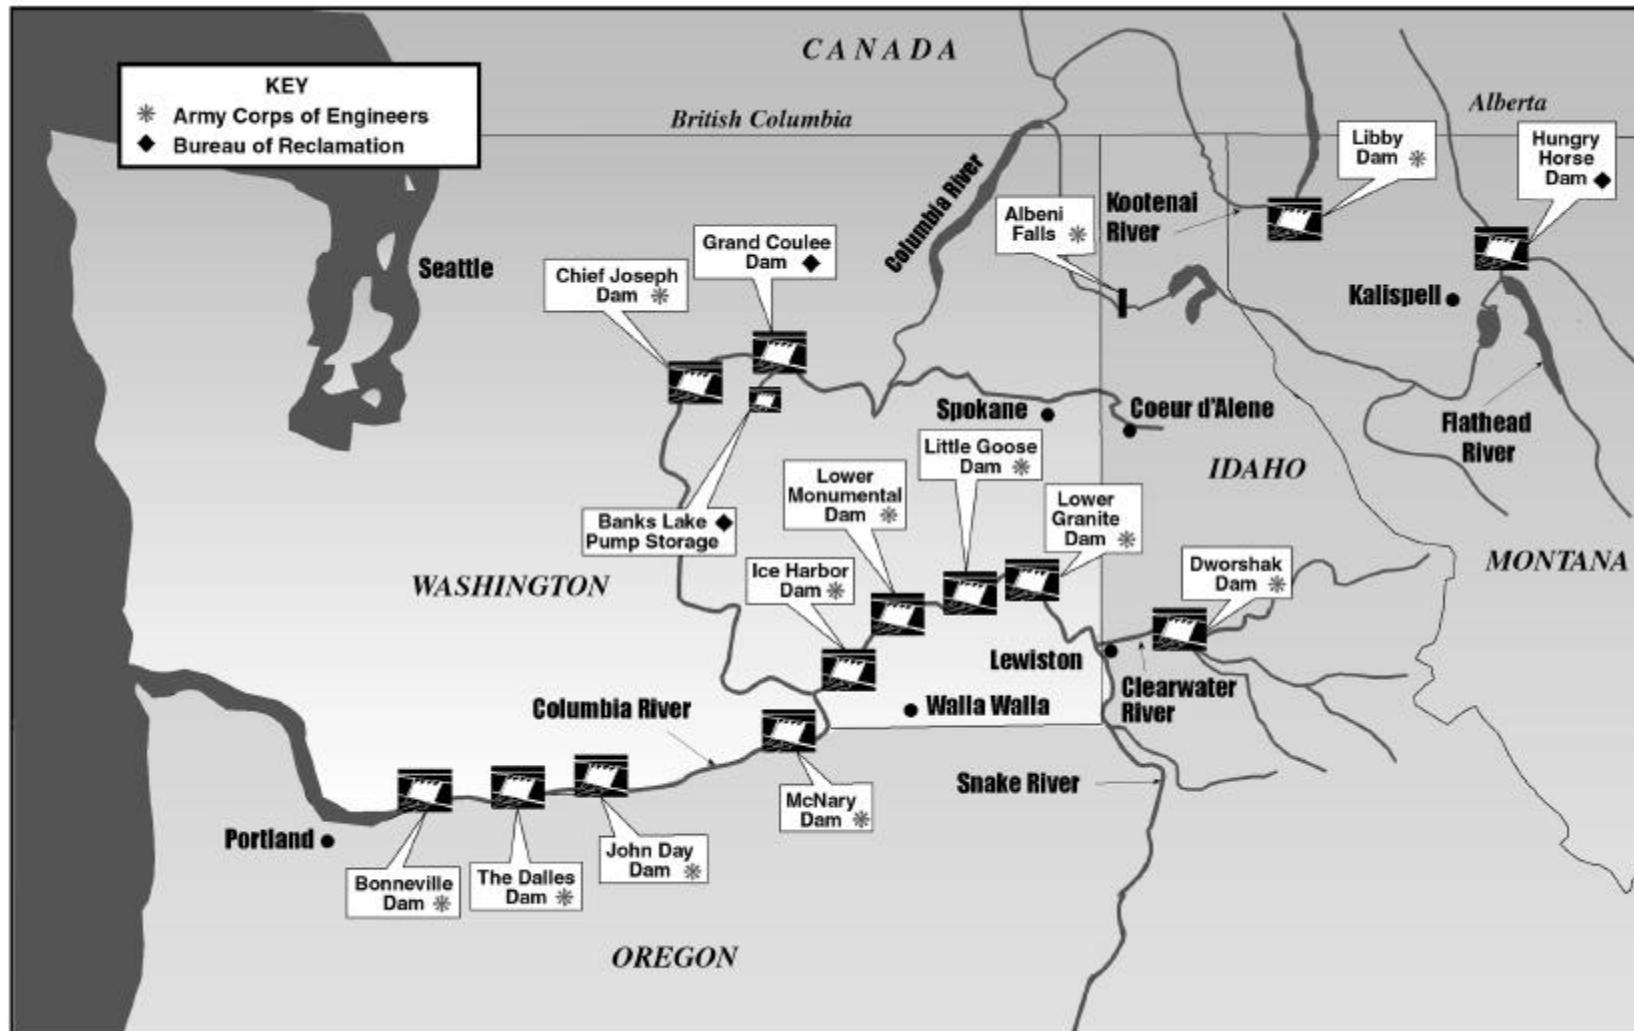 CANADA
KEY
Army Corps of Engineers
Bureau of Reclamation
British Columbia
Alberta
Libby
Dam
Hungry
Horse
Dam
Columbia River
Albeni
Falls
Kootenai
River
Grand Coulee
Dam
Seattle
Chief Joseph
Dam
Kalispell
Spokane
Coeur d'Alene
Flathead
River
Little Goose
Dam
IDAHO
Lower
Monumental
Dam
Lower
Granite
Dam
Banks Lake
Pump Storage
MONTANA
WASHINGTON
Ice Harbor
Dam
Dworshak
Dam
Lewiston
Clearwater
River
Walla Walla
Columbia River
Snake River
McNary
Dam
Portland
John Day
Dam
The Dalles
Dam
Bonneville
Dam
OREGON